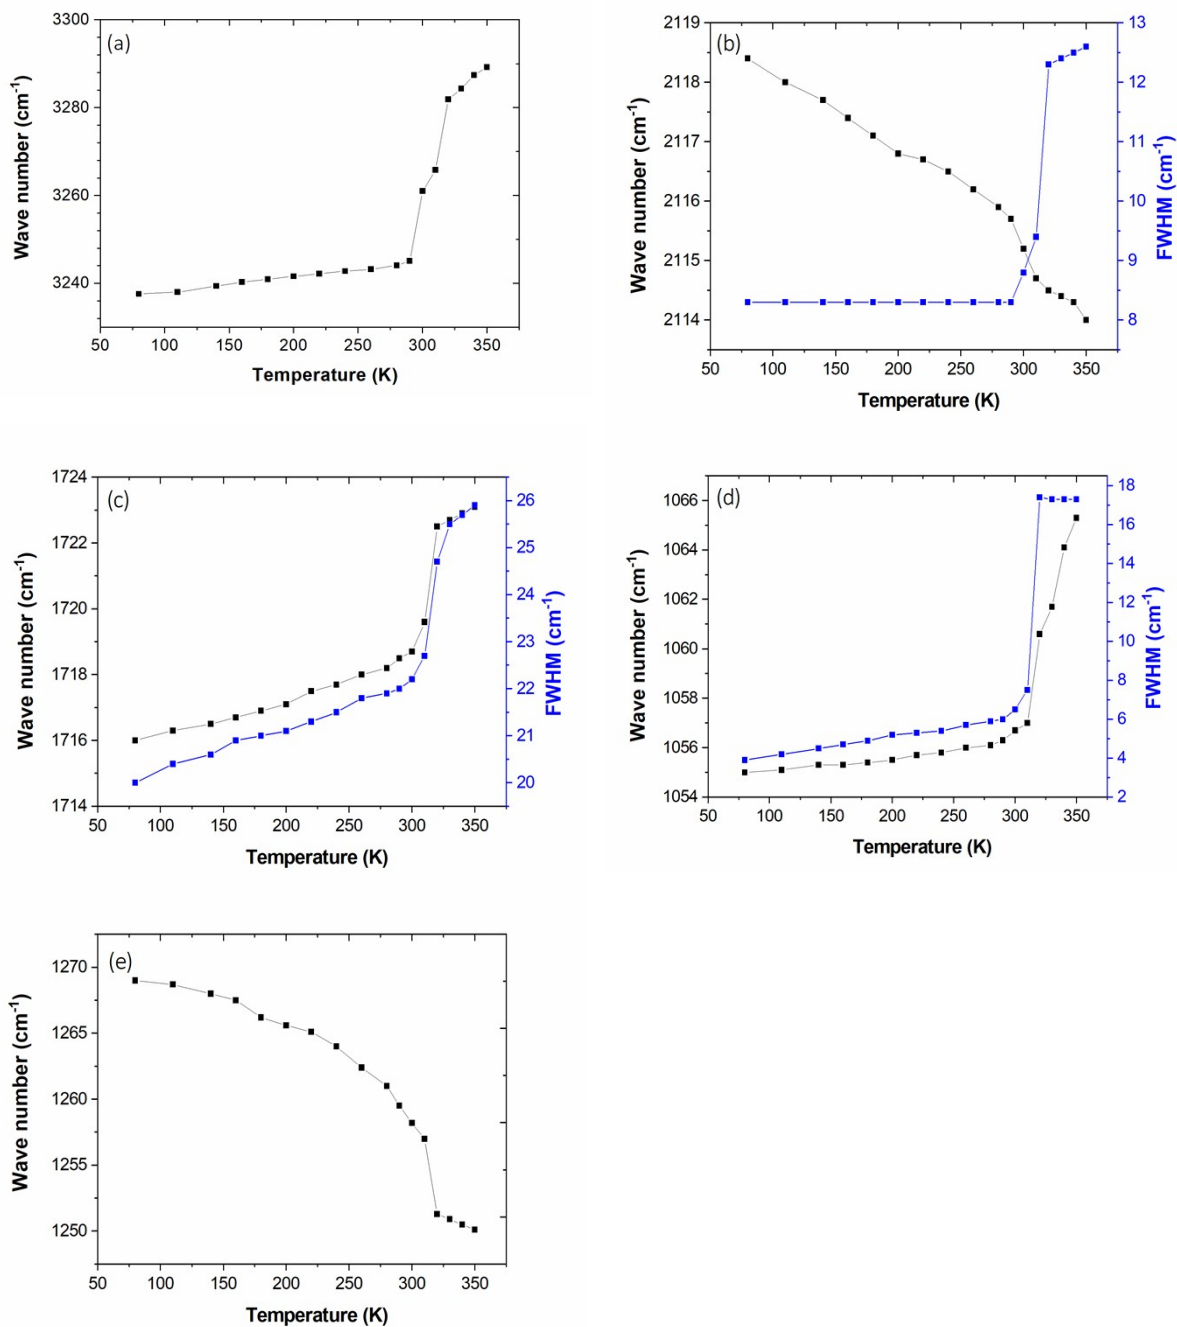 (a)
3300
3280
3260
3240
Wave number (cm⁻¹)
50 100 150 200 250 300 350
Temperature (K)
(b)
2119
2118
2117
2116
2115
2114
Wave number (cm⁻¹)
13
12
11
10
9
8
FWHM (cm⁻¹)
50 100 150 200 250 300 350
Temperature (K)
(c)
1724
1722
1720
1718
1716
1714
Wave number (cm⁻¹)
26
25
24
23
22
21
20
FWHM (cm⁻¹)
50 100 150 200 250 300 350
Temperature (K)
(d)
1066
1064
1062
1060
1058
1056
1054
Wave number (cm⁻¹)
18
16
14
12
10
8
6
4
2
FWHM (cm⁻¹)
50 100 150 200 250 300 350
Temperature (K)
(e)
1270
1265
1260
1255
1250
Wave number (cm⁻¹)
50 100 150 200 250 300 350
Temperature (K)